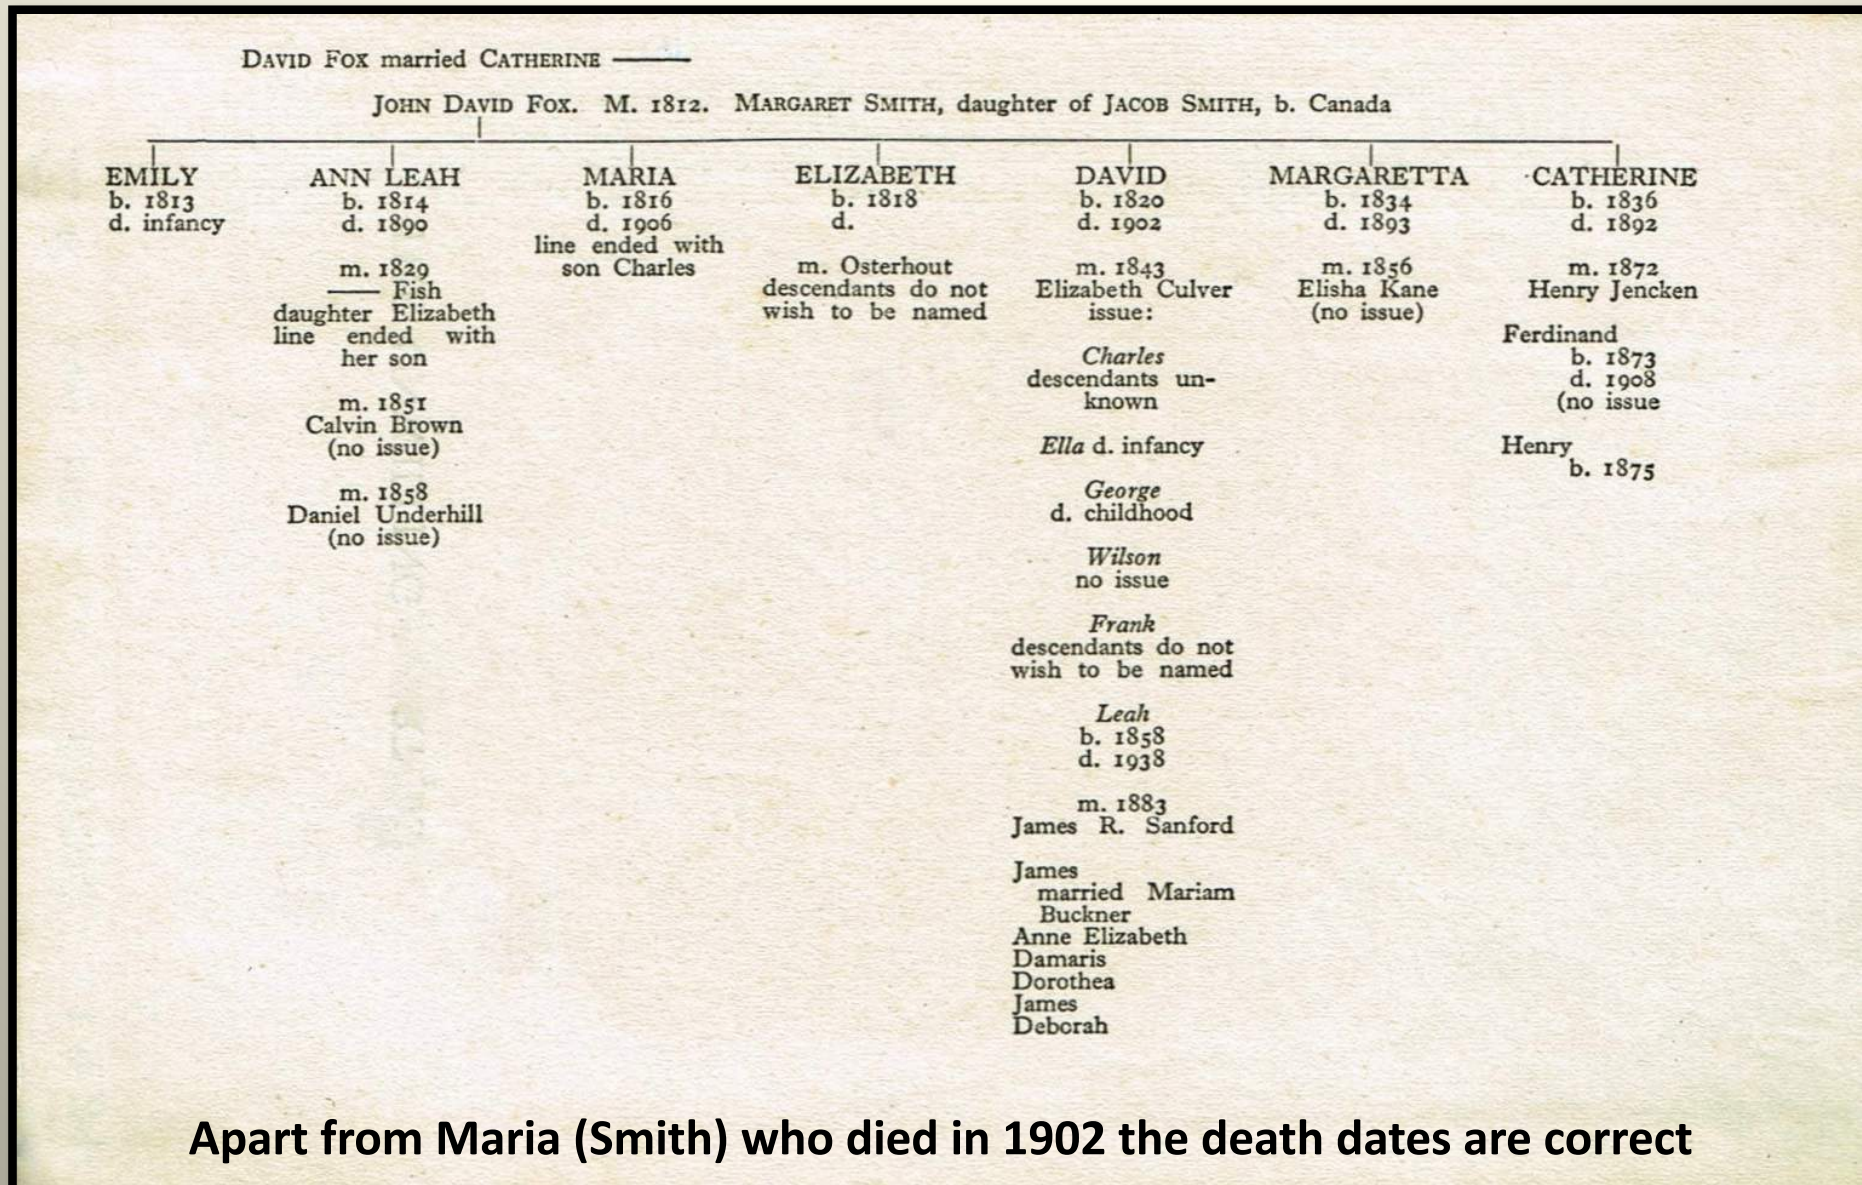 DAVID FOX married CATHERINE ——
JOHN DAVID FOX. M. 1812. MARGARET SMITH, daughter of JACOB SMITH, b. Canada
EMILY
b. 1813
d. infancy
ANN LEAH
b. 1814
d. 1890
m. 1829
—— Fish
daughter Elizabeth
line ended with
her son
m. 1851
Calvin Brown
(no issue)
m. 1858
Daniel Underhill
(no issue)
MARIA
b. 1816
d. 1906
line ended with
son Charles
ELIZABETH
b. 1818
d.
m. Osterhout
descendants do not
wish to be named
DAVID
b. 1820
d. 1902
m. 1843
Elizabeth Culver
issue:
Charles
descendants un-
known
Ella d. infancy
George
d. childhood
Wilson
no issue
Frank
descendants do not
wish to be named
Leah
b. 1858
d. 1938
m. 1883
James R. Sanford
James
married Mariam
Buckner
Anne Elizabeth
Damaris
Dorothea
James
Deborah
MARGARETTA
b. 1834
d. 1893
m. 1856
Elisha Kane
(no issue)
CATHERINE
b. 1836
d. 1892
m. 1872
Henry Jencken
Ferdinand
b. 1873
d. 1908
(no issue
Henry
b. 1875
Apart from Maria (Smith) who died in 1902 the death dates are correct